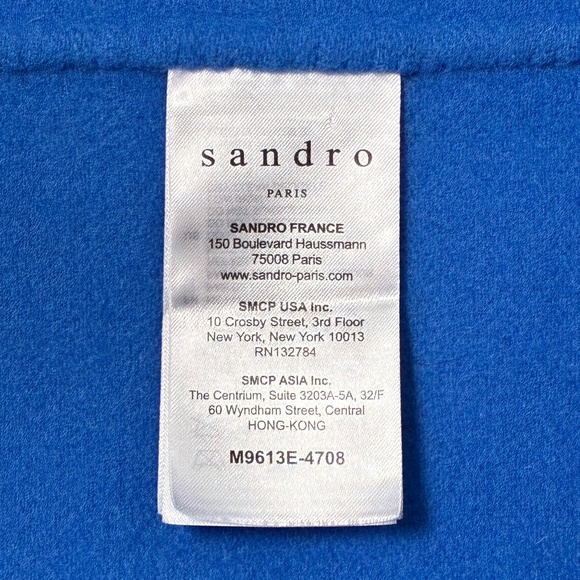 sandro
PARIS
SANDRO FRANCE
150 Boulevard Haussmann
75008 Paris
www.sandro-paris.com
SMCP USA Inc.
10 Crosby Street, 3rd Floor
New York, New York 10013
RN132784
SMCP ASIA Inc.
The Centrium, Suite 3203A-5A, 32/F
60 Wyndham Street, Central
HONG-KONG
M9613E-4708